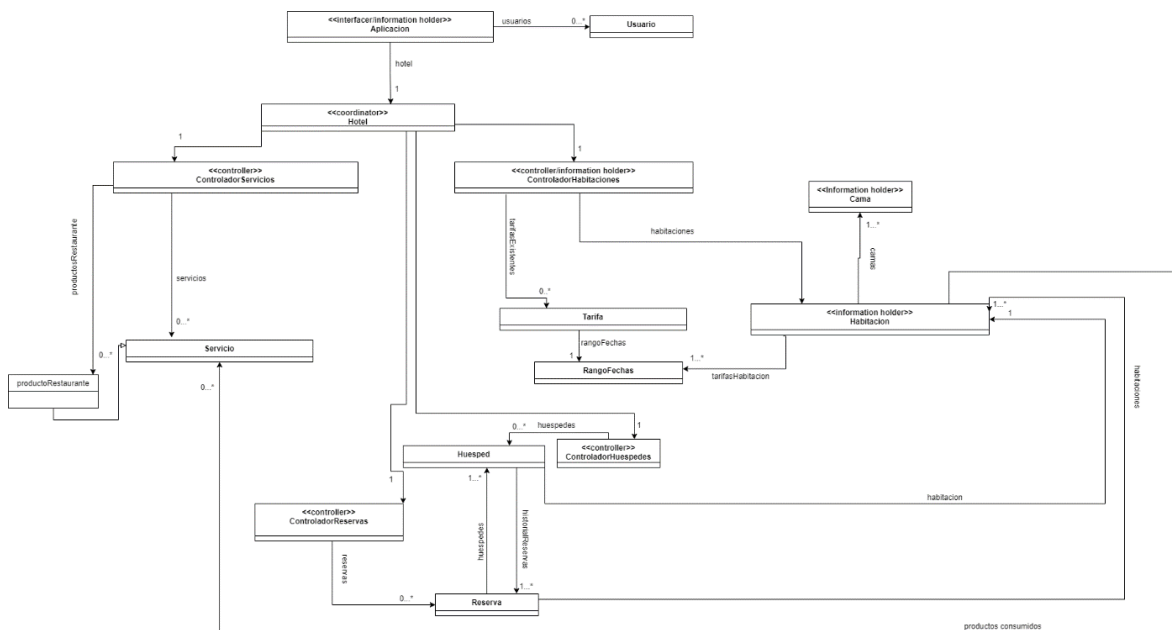 <<interfacer/information holder>>
Aplicacion
usuarios
0...*
Usuario
hotel
1
<<coordinator>>
Hotel
1
1
<<controller>>
ControladorServicios
<<controller/information holder>>
ControladorHabitaciones
<<Information holder>>
Cama
1...*
camas
productosRestaurante
servicios
tarifasExistentes
habitaciones
0...*
0..*
<<information holder>>
Habitacion
1...*
1
Tarifa
rangoFechas
1
Servicio
0...*
productoRestaurante
0...*
RangoFechas
1...*
tarifasHabitacion
habitaciones
huespedes
0...*
1
Huesped
<<controller>>
ControladorHuespedes
1...*
1
habitacion
<<controller>>
ControladorReservas
huespedes
historialReservas
reservas
1...*
0...*
Reserva
productos consumidos